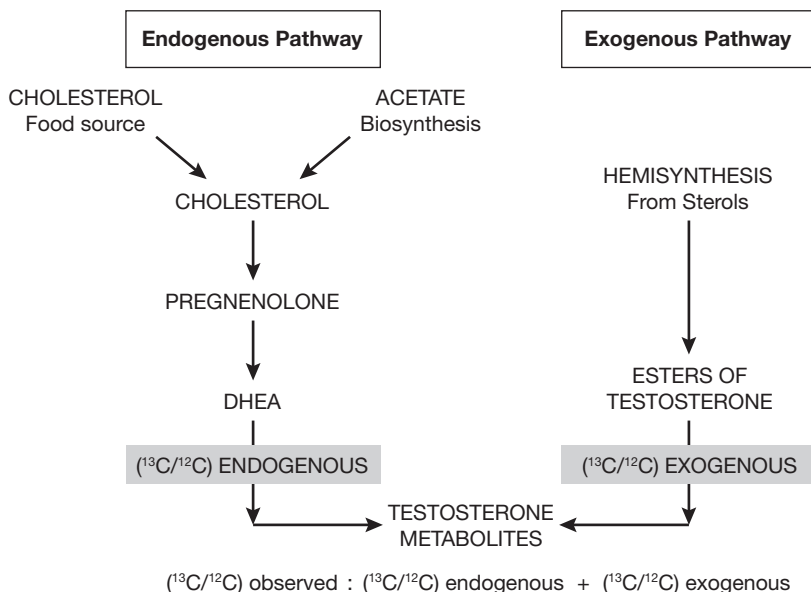 Endogenous Pathway
Exogenous Pathway
CHOLESTEROL
Food source
ACETATE
Biosynthesis
HEMISYNTHESIS
From Sterols
CHOLESTEROL
PREGNENOLONE
DHEA
ESTERS OF
TESTOSTERONE
(¹³C/¹²C) ENDOGENOUS
(¹³C/¹²C) EXOGENOUS
TESTOSTERONE
METABOLITES
(¹³C/¹²C) observed : (¹³C/¹²C) endogenous + (¹³C/¹²C) exogenous